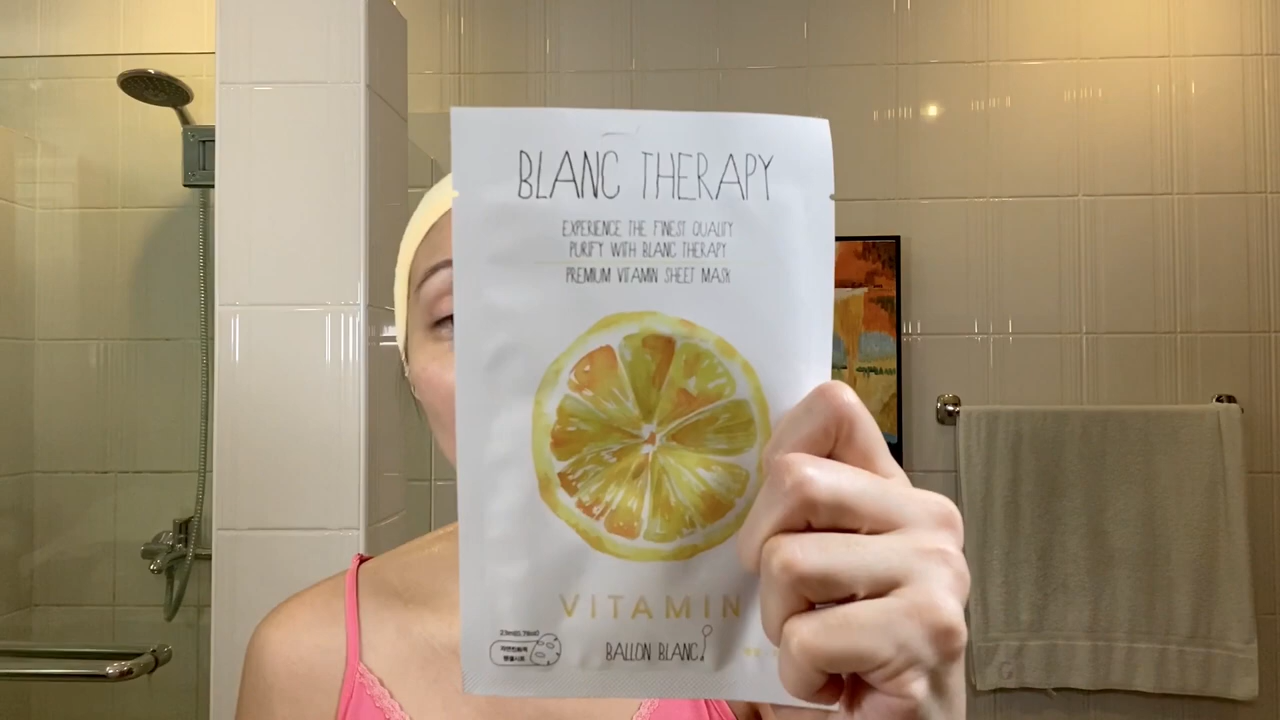 BLANC THERAPY
EXPERIENCE THE FINEST QUALITY
PURIFY WITH BLANC THERAPY
PREMIUM VITAMIN SHEET MASK
VITAMIN
BALLON BLANC